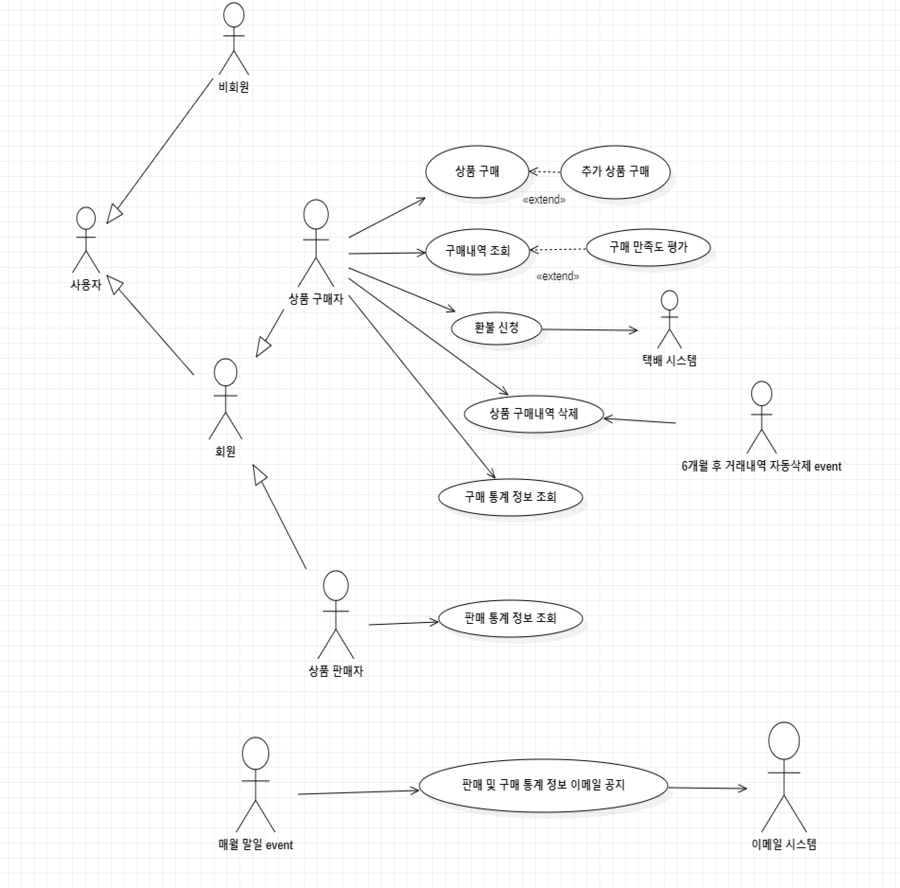 비회원
상품 구매
추가 상품 구매
«extend»
사용자
상품 구매자
구매내역 조회
구매 만족도 평가
«extend»
환불 신청
택배 시스템
회원
상품 구매내역 삭제
6개월 후 거래내역 자동삭제 event
구매 통계 정보 조회
상품 판매자
판매 통계 정보 조회
매월 말일 event
판매 및 구매 통계 정보 이메일 공지
이메일 시스템